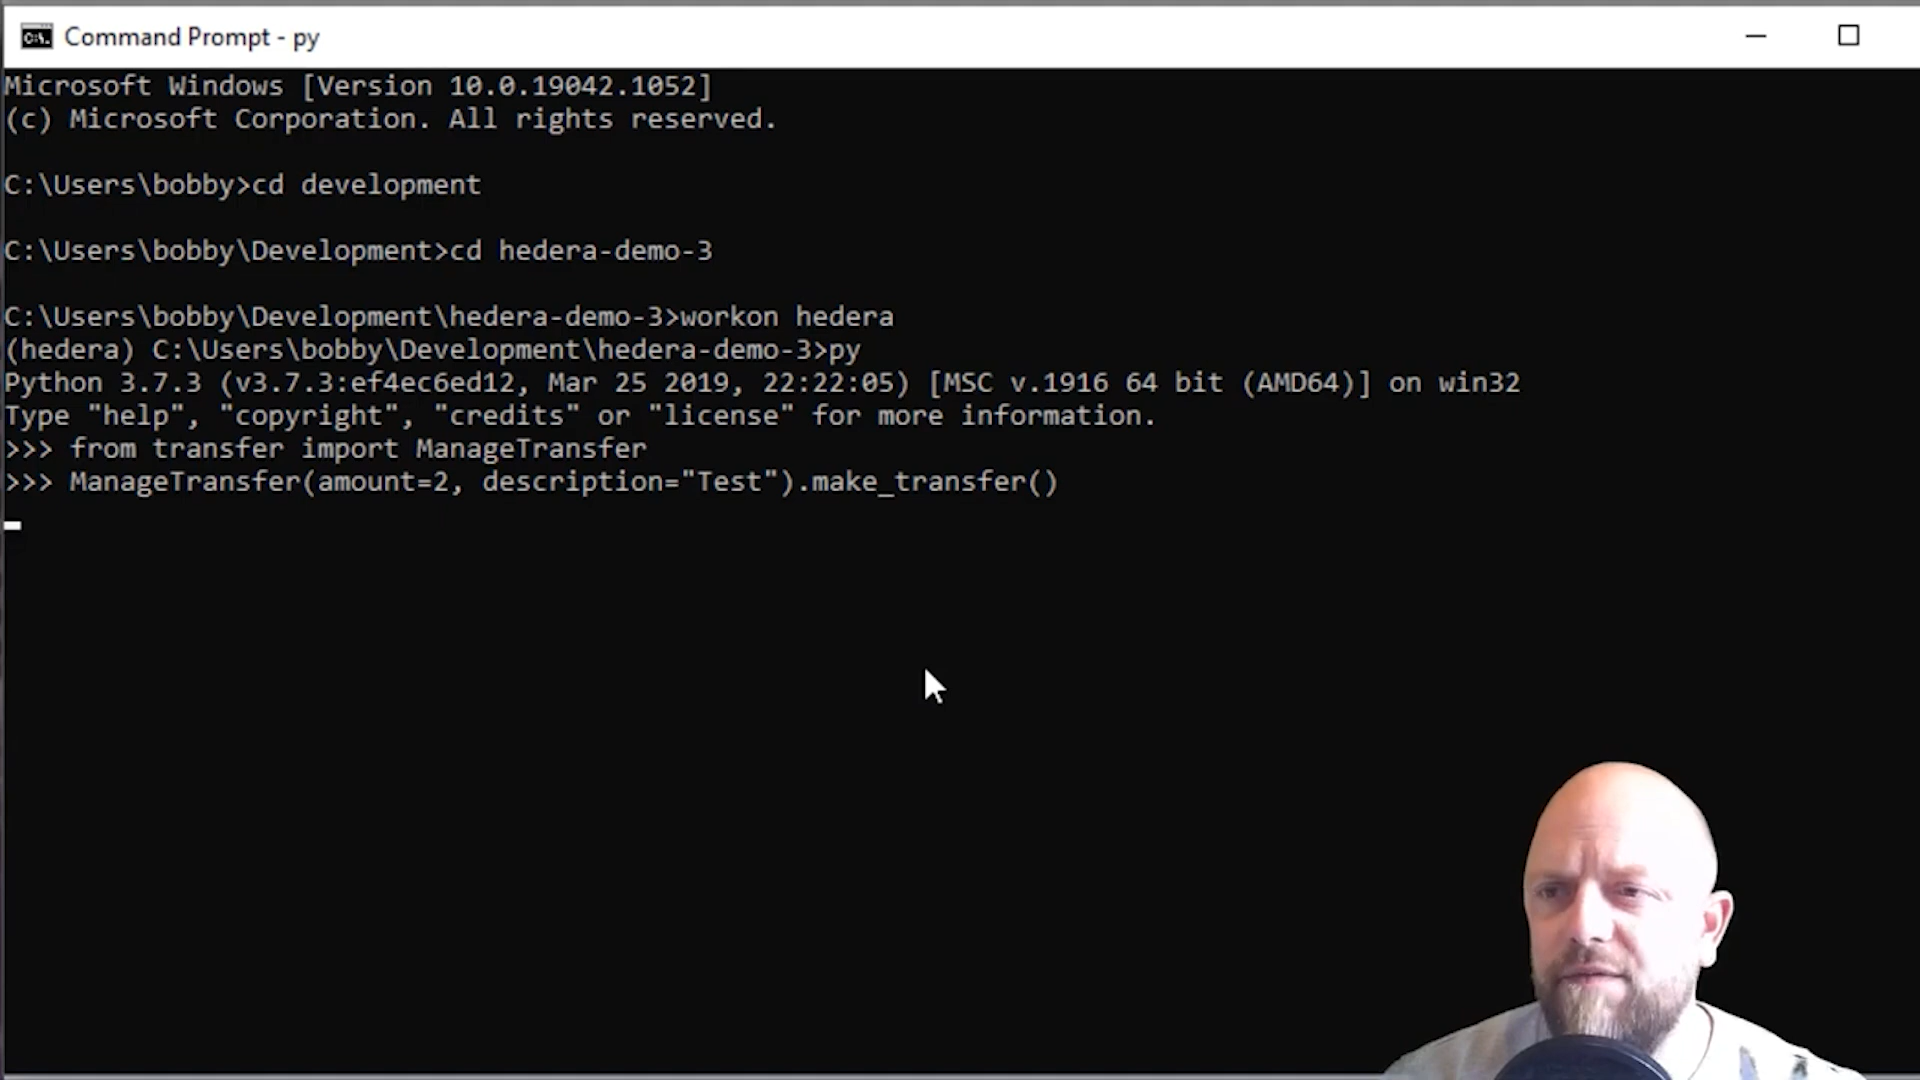 Command Prompt - py
Microsoft Windows [Version 10.0.19042.1052]
(c) Microsoft Corporation. All rights reserved.
C:\Users\bobby>cd development
C:\Users\bobby\Development>cd hedera-demo-3
C:\Users\bobby\Development\hedera-demo-3>workon hedera
(hedera) C:\Users\bobby\Development\hedera-demo-3>py
Python 3.7.3 (v3.7.3:ef4ec6ed12, Mar 25 2019, 22:22:05) [MSC v.1916 64 bit (AMD64)] on win32
Type "help", "copyright", "credits" or "license" for more information.
>>> from transfer import ManageTransfer
>>> ManageTransfer(amount=2, description="Test").make_transfer()